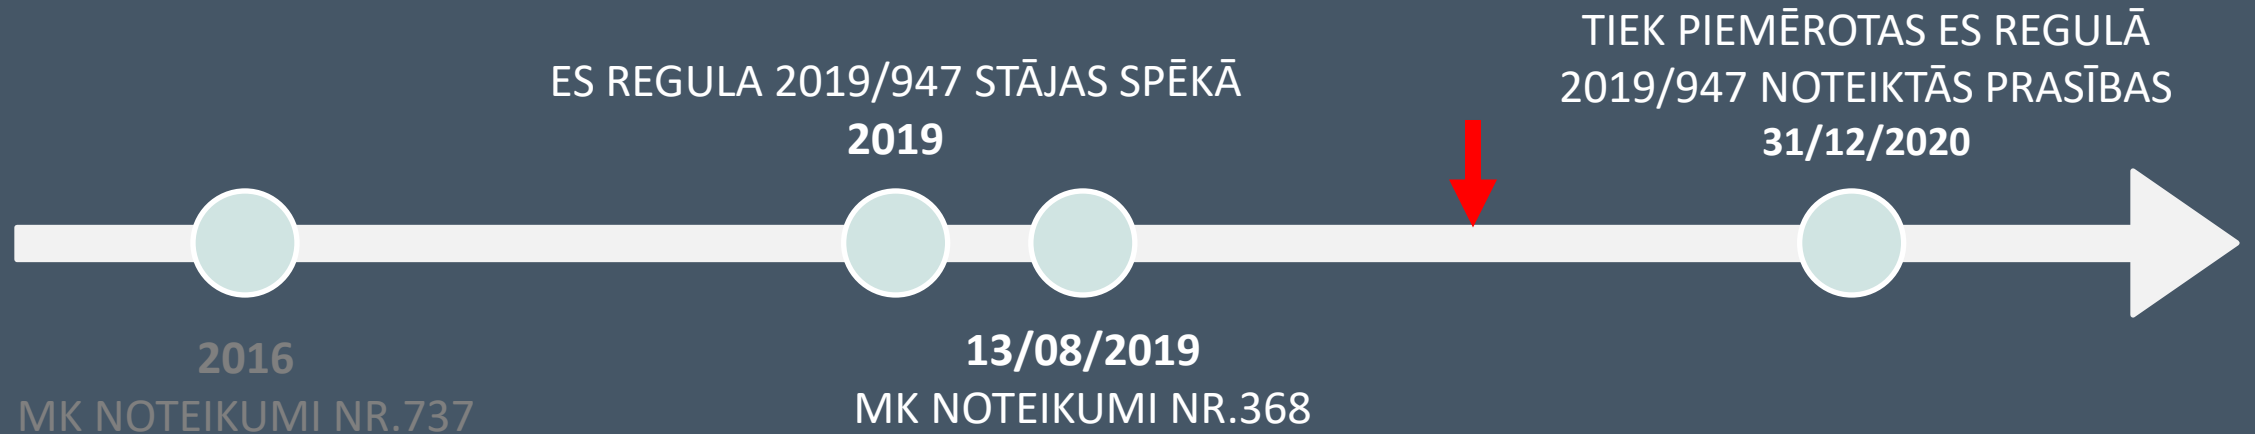 ES REGULA 2019/947 STĀJAS SPĒKĀ
2019
TIEK PIEMĒROTAS ES REGULĀ
2019/947 NOTEIKTĀS PRASĪBAS
31/12/2020
2016
MK NOTEIKUMI NR.737
13/08/2019
MK NOTEIKUMI NR.368